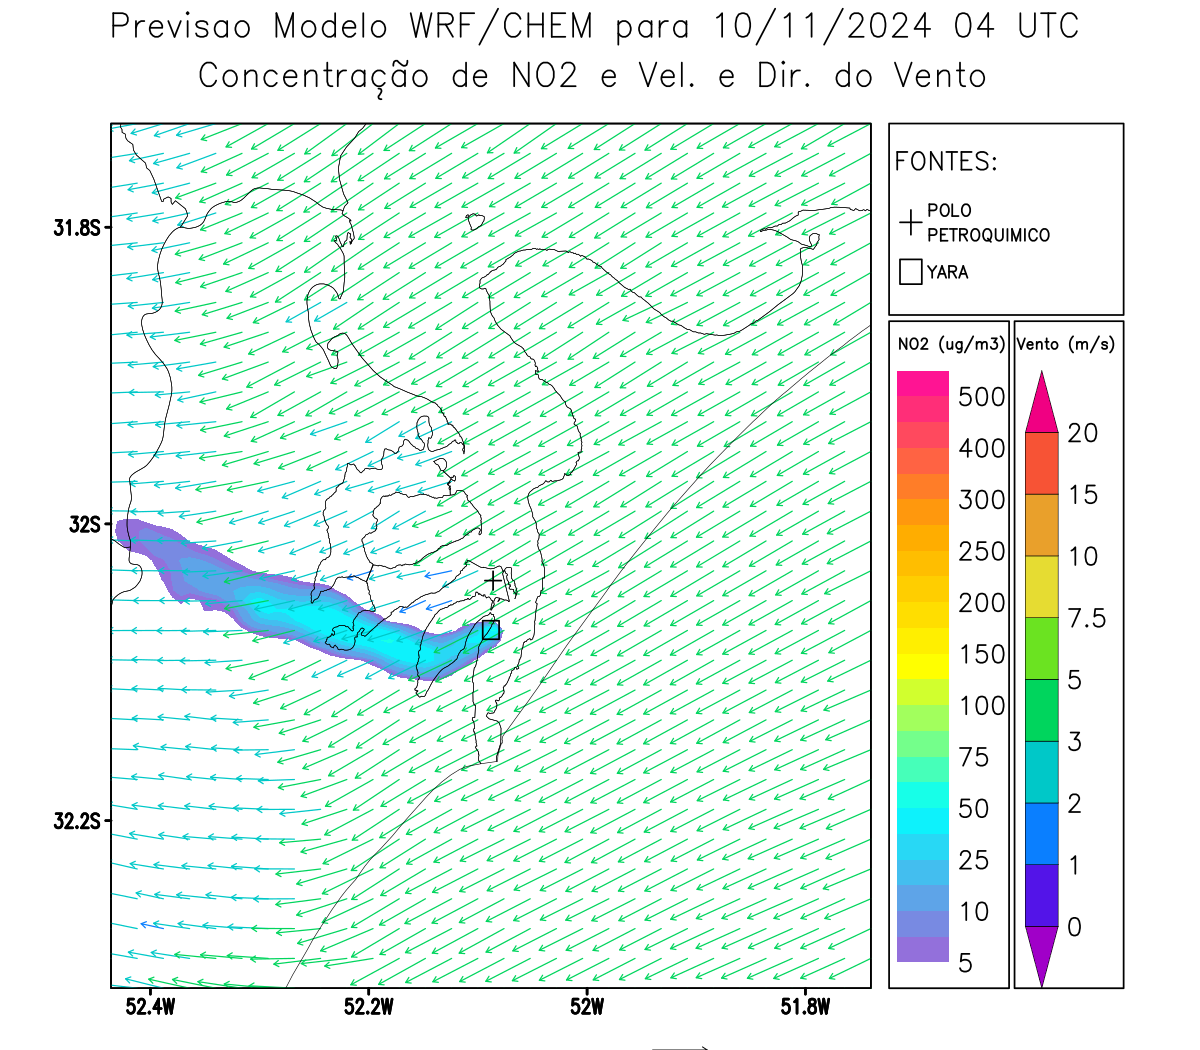 Previsao Modelo WRF/CHEM para 10/11/2024 04 UTC
Concentração de NO2 e Vel. e Dir. do Vento
FONTES:
POLO
PETROQUIMICO
YARA
NO2 (ug/m3)
500
400
300
250
200
150
100
75
50
25
10
5
Vento (m/s)
20
15
10
7.5
5
3
2
1
0
31.8S
32S
32.2S
52.4W
52.2W
52W
51.8W